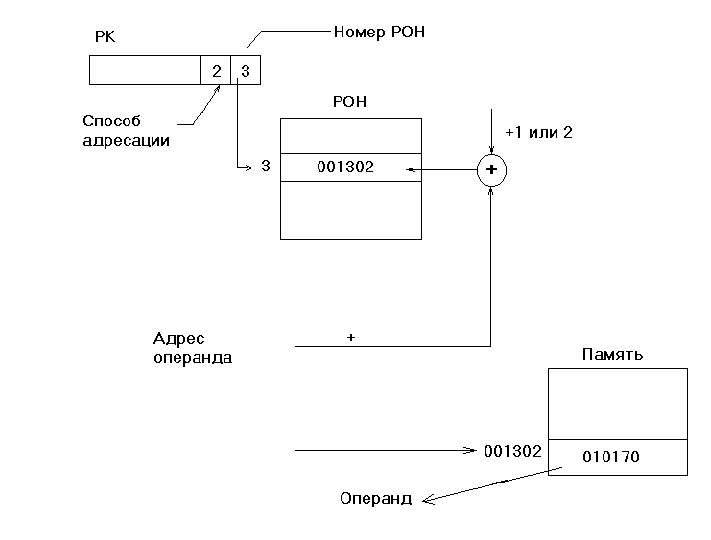 РК
Номер РОН
2 3
РОН
Способ
адресации
+1 или 2
3
001302
+
Адрес
операнда
+
Память
001302
010170
Операнд